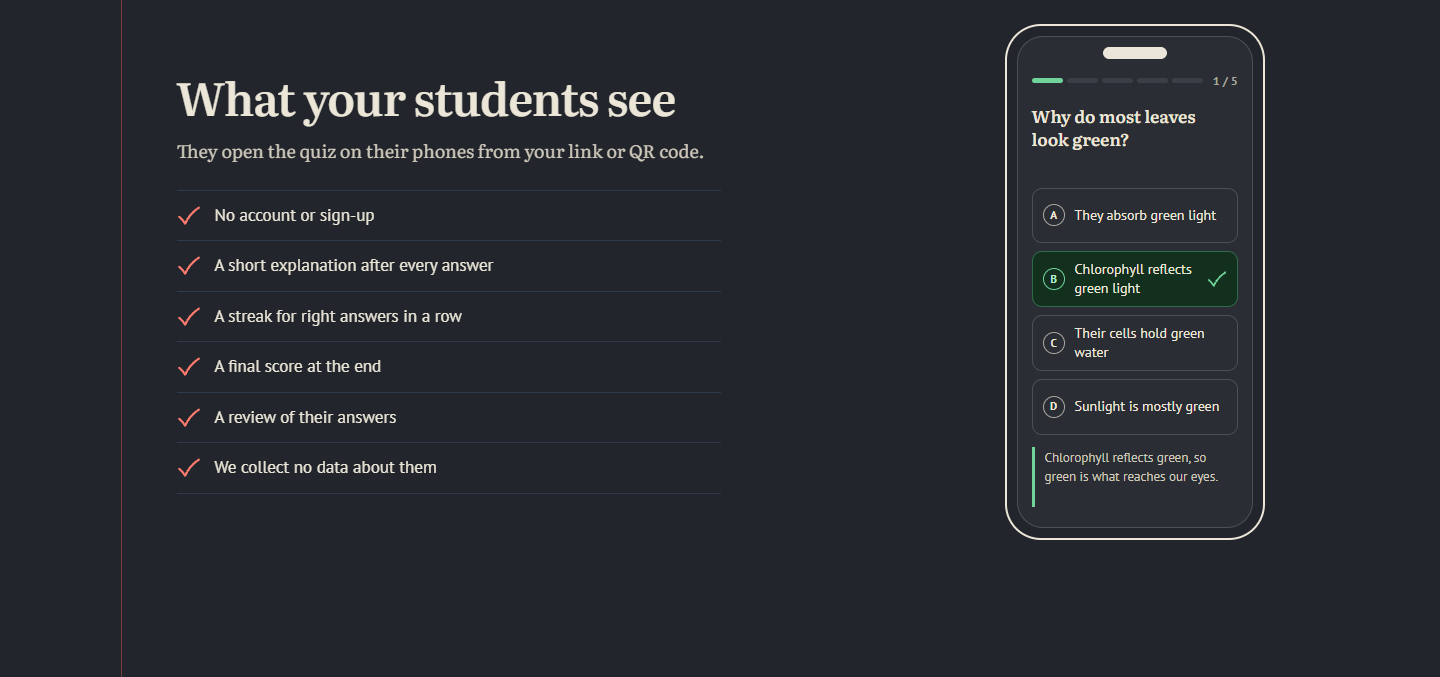 What your students see
They open the quiz on their phones from your link or QR code.
No account or sign-up
A short explanation after every answer
A streak for right answers in a row
A final score at the end
A review of their answers
We collect no data about them
1 / 5
Why do most leaves
look green?
A They absorb green light
B Chlorophyll reflects
green light
C Their cells hold green
water
D Sunlight is mostly green
Chlorophyll reflects green, so
green is what reaches our eyes.